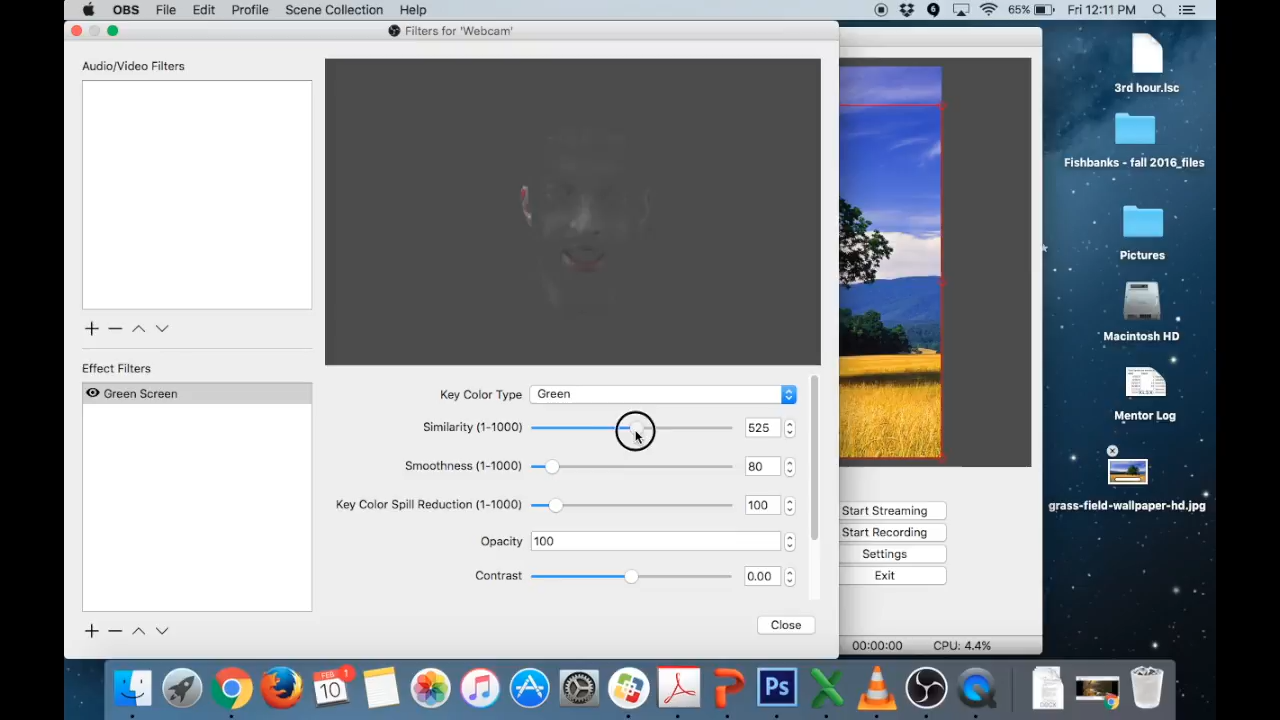 OBS File Edit Profile Scene Collection Help 65% Fri 12:11 PM
Filters for 'Webcam'
Audio/Video Filters
Effect Filters
Green Screen
Key Color Type Green
Similarity (1-1000) 525
Smoothness (1-1000) 80
Key Color Spill Reduction (1-1000) 100
Opacity 100
Contrast 0.00
Close
Start Streaming
Start Recording
Settings
Exit
00:00:00 CPU: 4.4%
3rd hour.lsc
Fishbanks - fall 2016_files
Pictures
Macintosh HD
XLSX
Mentor Log
grass-field-wallpaper-hd.jpg
FEB
10
1
Ps
DOCX